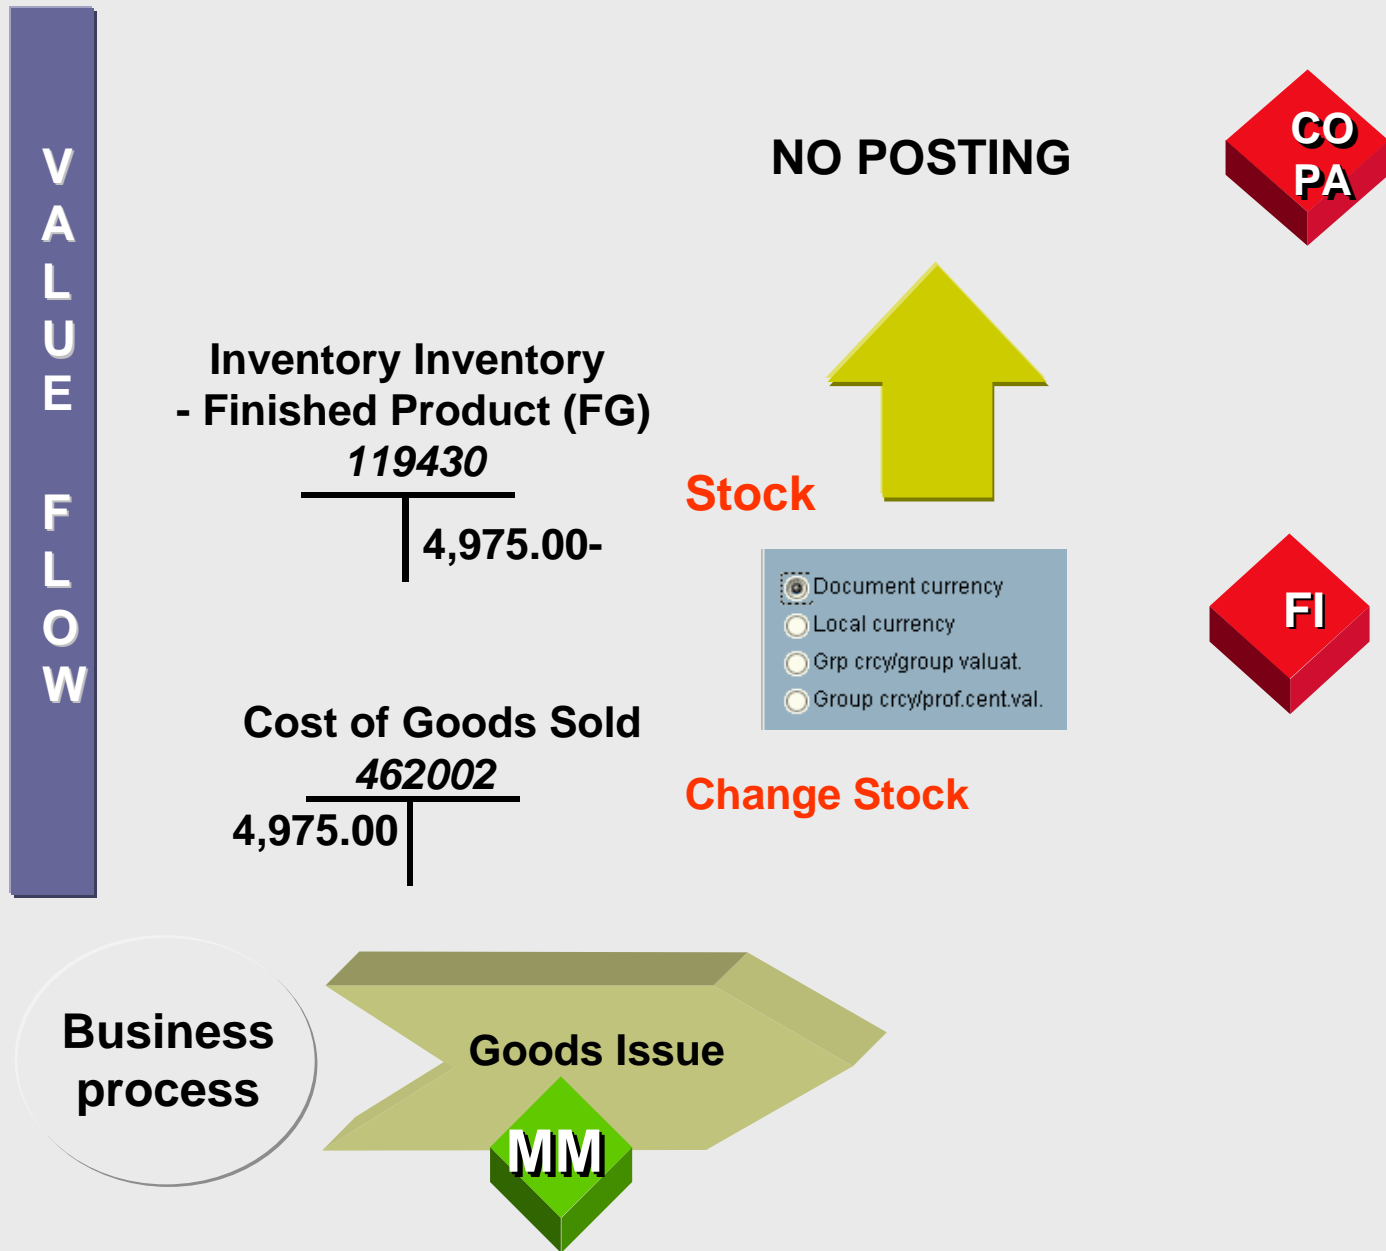 VALUE FLOW
NO POSTING
CO
PA
Inventory Inventory
- Finished Product (FG)
119430
4,975.00-
Stock
Document currency
Local currency
Grp crcy/group valuat.
Group crcy/prof.cent.val.
FI
Cost of Goods Sold
462002
4,975.00
Change Stock
Business
process
Goods Issue
MM